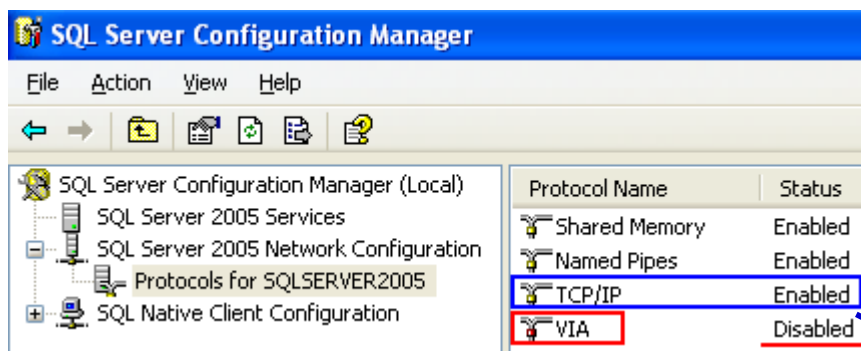 SQL Server Configuration Manager
File Action View Help
SQL Server Configuration Manager (Local)
SQL Server 2005 Services
SQL Server 2005 Network Configuration
Protocols for SQLSERVER2005
SQL Native Client Configuration
Protocol Name Status
Shared Memory Enabled
Named Pipes Enabled
TCP/IP Enabled
VIA Disabled